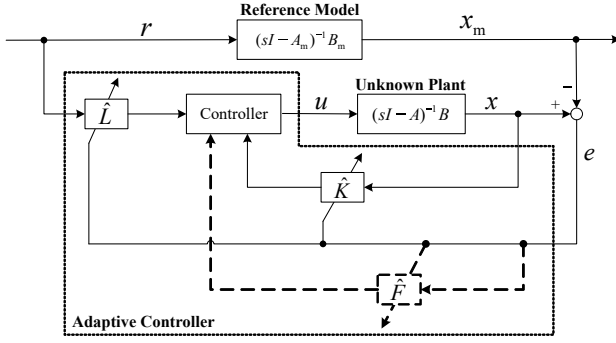 Reference Model
r
(sI − A_m)⁻¹ B_m
x_m
−
Unknown Plant
L̂
Controller
u
(sI − A)⁻¹ B
x
+
e
K̂
F̂
Adaptive Controller